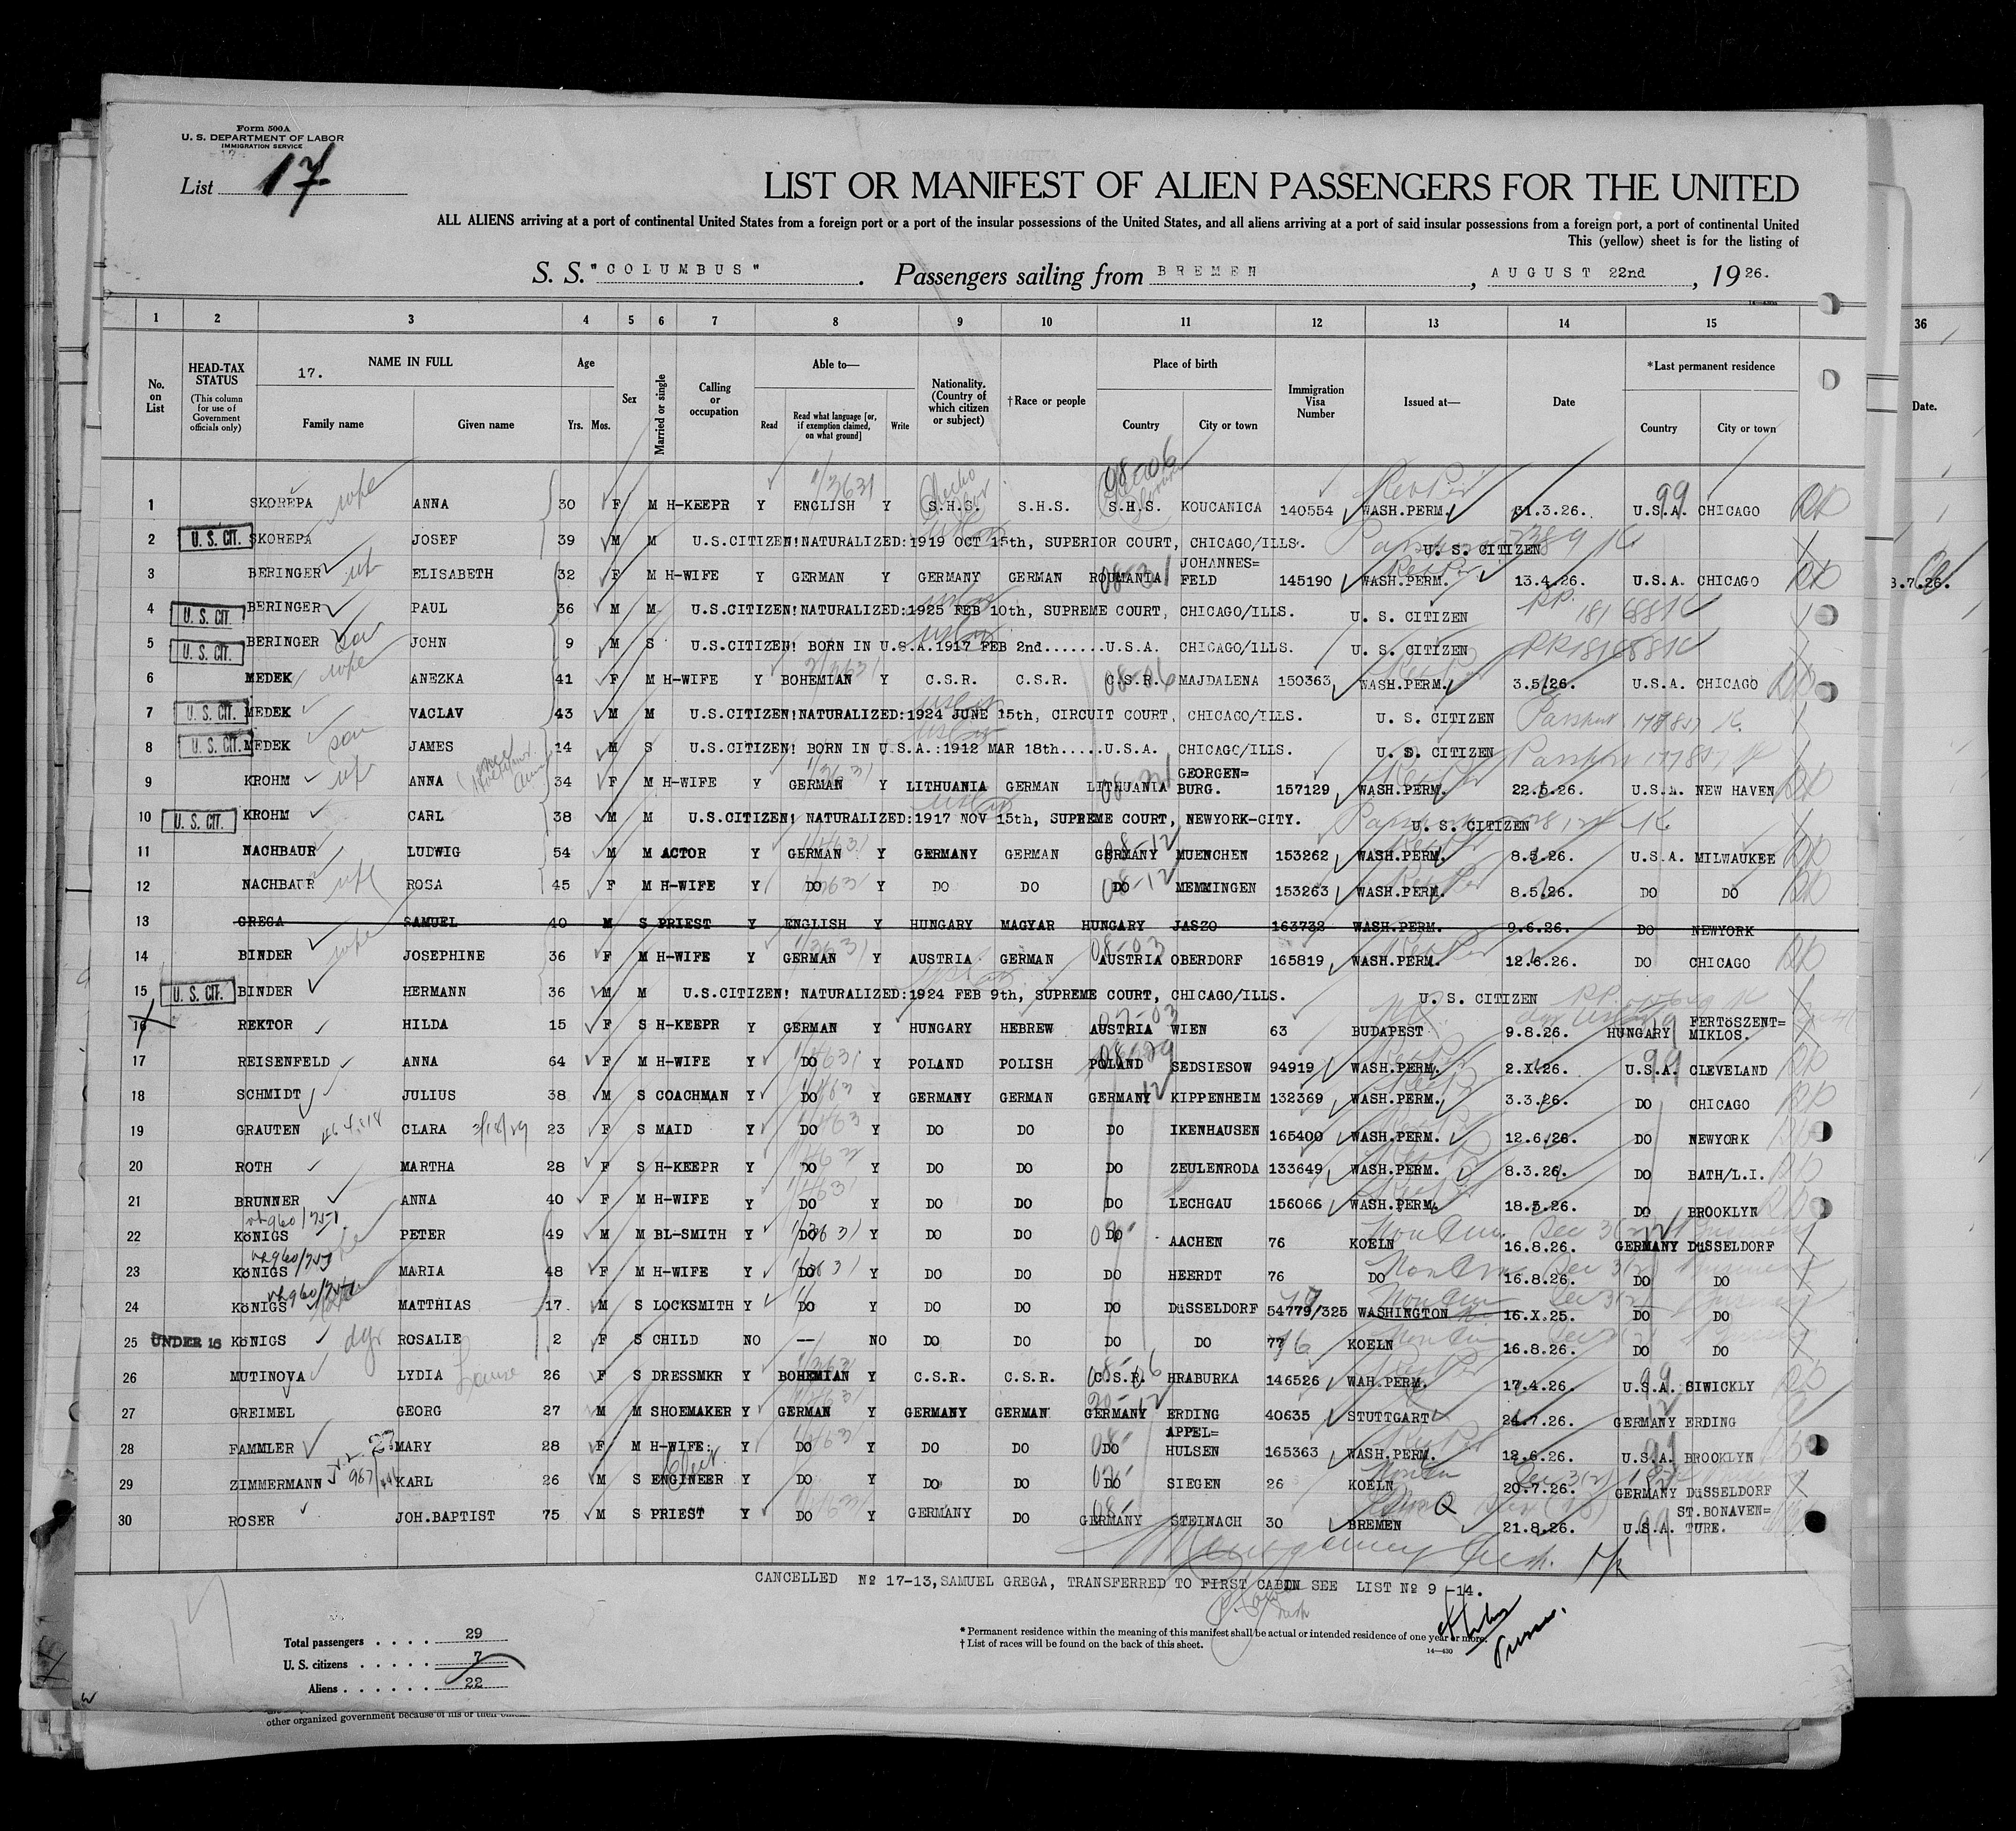 Form 500A
U. S. DEPARTMENT OF LABOR
IMMIGRATION SERVICE
List 17
LIST OR MANIFEST OF ALIEN PASSENGERS FOR THE UNITED
ALL ALIENS arriving at a port of continental United States from a foreign port or a port of the insular possessions of the United States, and all aliens arriving at a port of said insular possessions from a foreign port, a port of continental United
This (yellow) sheet is for the listing of
S. S. "COLUMBUS". Passengers sailing from BREMEN, AUGUST 22nd, 1926.
1 2 3 4 5 6 7 8 9 10 11 12 13 14 15 36
No. on List
HEAD-TAX STATUS
(This column for use of Government officials only)
17. NAME IN FULL
Family name Given name
Age
Yrs. Mos.
Sex
Married or single
Calling or occupation
Able to—
Read
Read what language [or, if exemption claimed, on what ground]
Write
Nationality. (Country of which citizen or subject)
†Race or people
Place of birth
Country City or town
Immigration Visa Number
Issued at—
Date
*Last permanent residence
Country City or town
Date.
1 SKOREPA wife ANNA 30 F M H-KEEPR Y ENGLISH Y S.H.S. S.H.S. S.H.S. KOUCANICA 140554 WASH.PERM. 31.3.26. U.S.A. CHICAGO
2 U.S. CIT. SKOREPA JOSEF 39 M M U.S.CITIZEN!NATURALIZED:1919 OCT 15th, SUPERIOR COURT, CHICAGO/ILLS. U. S. CITIZEN
3 BERINGER ELISABETH 32 F M H-WIFE Y GERMAN Y GERMANY GERMAN ROUMANIA JOHANNES=FELD 145190 WASH.PERM. 13.4.26. U.S.A. CHICAGO
4 U.S. CIT. BERINGER PAUL 36 M M U.S.CITIZEN!NATURALIZED:1925 FEB 10th, SUPREME COURT, CHICAGO/ILLS. U. S. CITIZEN
5 U.S. CIT. BERINGER son JOHN 9 M S U.S.CITIZEN! BORN IN U.S.A.1917 FEB 2nd.......U.S.A. CHICAGO/ILLS. U. S. CITIZEN
6 MEDEK wife ANEZKA 41 F M H-WIFE Y BOHEMIAN Y C.S.R. C.S.R. C.S.R. MAJDALENA 150363 WASH.PERM. 3.5.26. U.S.A. CHICAGO
7 U.S. CIT. MEDEK VACLAV 43 M M U.S.CITIZEN!NATURALIZED:1924 JUNE 15th, CIRCUIT COURT, CHICAGO/ILLS. U. S. CITIZEN
8 U.S. CIT. MEDEK son JAMES 14 M S U.S.CITIZEN! BORN IN U.S.A.:1912 MAR 18th.....U.S.A. CHICAGO/ILLS. U. S. CITIZEN
9 KROHM ANNA 34 F M H-WIFE Y GERMAN Y LITHUANIA GERMAN LITHUANIA GEORGEN=BURG. 157129 WASH.PERM. 22.5.26. U.S.A. NEW HAVEN
10 U.S. CIT. KROHM CARL 38 M M U.S.CITIZEN! NATURALIZED:1917 NOV 15th, SUPREME COURT, NEWYORK-CITY. U. S. CITIZEN
11 NACHBAUR LUDWIG 54 M M ACTOR Y GERMAN Y GERMANY GERMAN GERMANY MUENCHEN 153262 WASH.PERM. 8.5.26. U.S.A. MILWAUKEE
12 NACHBAUR wife ROSA 45 F M H-WIFE Y DO Y DO DO DO MEMMINGEN 153263 WASH.PERM. 8.5.26. DO DO
13 GREGA SAMUEL 40 M S PRIEST Y ENGLISH Y HUNGARY MAGYAR HUNGARY JASZO 163732 WASH.PERM. 9.6.26. DO NEWYORK
14 BINDER wife JOSEPHINE 36 F M H-WIFE Y GERMAN Y AUSTRIA GERMAN AUSTRIA OBERDORF 165819 WASH.PERM. 12.6.26. DO CHICAGO
15 U.S. CIT. BINDER HERMANN 36 M M U.S.CITIZEN! NATURALIZED:1924 FEB 9th, SUPREME COURT, CHICAGO/ILLS. U. S. CITIZEN
16 REKTOR HILDA 15 F S H-KEEPR Y GERMAN Y HUNGARY HEBREW AUSTRIA WIEN 63 BUDAPEST 9.8.26. HUNGARY FERTöSZENT=MIKLOS.
17 REISENFELD ANNA 64 F M H-WIFE Y DO Y POLAND POLISH POLAND SEDSIESOW 94919 WASH.PERM. 2.X.26. U.S.A. CLEVELAND
18 SCHMIDT JULIUS 38 M S COACHMAN Y DO Y GERMANY GERMAN GERMANY KIPPENHEIM 132369 WASH.PERM. 3.3.26. DO CHICAGO
19 GRAUTEN CLARA 3/18/29 23 F S MAID Y DO Y DO DO DO IKENHAUSEN 165400 WASH.PERM. 12.6.26. DO NEWYORK
20 ROTH MARTHA 28 F S H-KEEPR Y DO Y DO DO DO ZEULENRODA 133649 WASH.PERM. 8.3.26. DO BATH/L.I.
21 BRUNNER ANNA 40 F M H-WIFE Y DO Y DO DO DO LECHGAU 156066 WASH.PERM. 18.5.26. DO BROOKLYN
22 KöNIGS PETER 49 M M BL-SMITH Y DO Y DO DO DO AACHEN 76 KOELN 16.8.26. GERMANY DüSSELDORF
23 KöNIGS MARIA 48 F M H-WIFE Y DO Y DO DO DO HEERDT 76 DO 16.8.26. DO DO
24 KöNIGS MATTHIAS 17 M S LOCKSMITH Y DO Y DO DO DO DüSSELDORF 54779/325 WASHINGTON 16.X.25. DO DO
25 UNDER 16 KöNIGS dgr ROSALIE 2 F S CHILD NO -- NO DO DO DO DO 77 KOELN 16.8.26. DO DO
26 MUTINOVA LYDIA 26 F S DRESSMKR Y BOHEMIAN Y C.S.R. C.S.R. C.S.R. HRABURKA 146526 WAH.PERM. 17.4.26. U.S.A. SIWICKLY
27 GREIMEL GEORG 27 M M SHOEMAKER Y GERMAN Y GERMANY GERMAN GERMANY ERDING 40635 STUTTGART 24.7.26. GERMANY ERDING
28 FAMMLER MARY 28 F M H-WIFE: Y DO Y DO DO DO APPEL=HULSEN 165363 WASH.PERM. 12.6.26. U.S.A. BROOKLYN
29 ZIMMERMANN KARL 26 M S ENGINEER Y DO Y DO DO DO SIEGEN 26 KOELN 20.7.26. GERMANY DüSSELDORF
30 ROSER JOH.BAPTIST 75 M S PRIEST Y DO Y GERMANY DO GERMANY STEINACH 30 BREMEN 21.8.26. U.S.A. ST.BONAVEN=TURE.
CANCELLED № 17-13, SAMUEL GREGA, TRANSFERRED TO FIRST CABIN SEE LIST № 9 -14.
Total passengers . . . . 29
U. S. citizens . . . . . 7
Aliens . . . . . . 22
* Permanent residence within the meaning of this manifest shall be actual or intended residence of one year or more.
† List of races will be found on the back of this sheet.
14—430
other organized government because of his or their